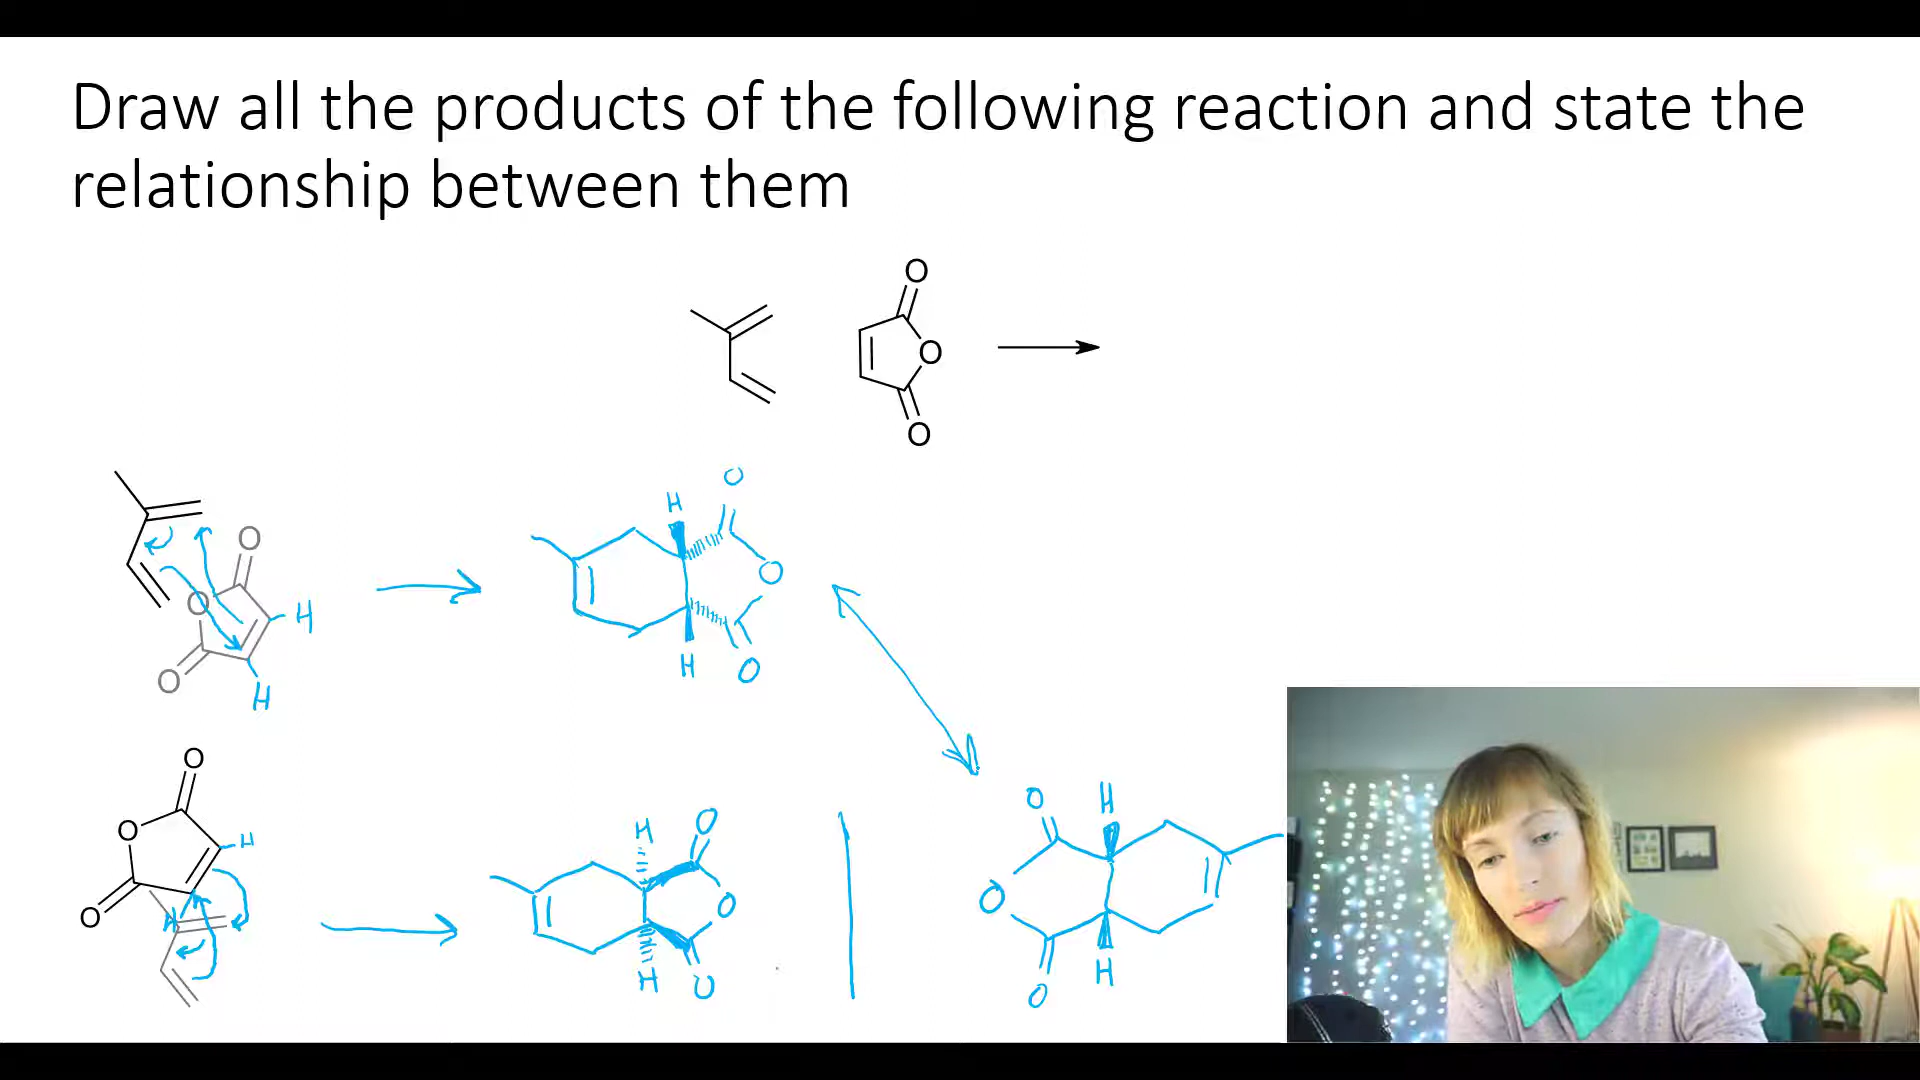 Draw all the products of the following reaction and state the
relationship between them
O
O
O
O
H
O
O
O
H
O
H
O
H
H
O
O
H
O
O
H
O
H
O
H
O
H
O
O
H
O